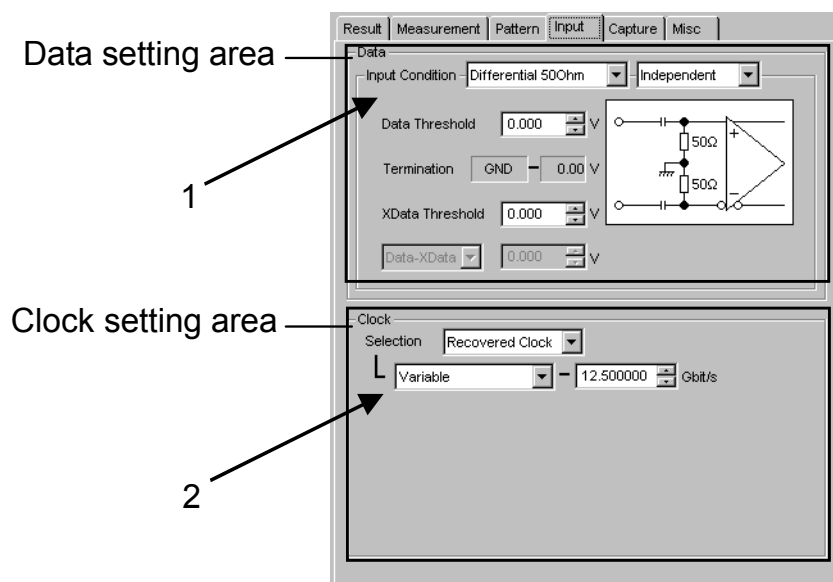 Result Measurement Pattern Input Capture Misc
Data setting area
Data
Input Condition Differential 50Ohm Independent
1
Data Threshold 0.000 V
50Ω
+
Termination GND - 0.00 V
50Ω
-
XData Threshold 0.000 V
Data-XData 0.000 V
Clock setting area
Clock
Selection Recovered Clock
Variable - 12.500000 Gbit/s
2